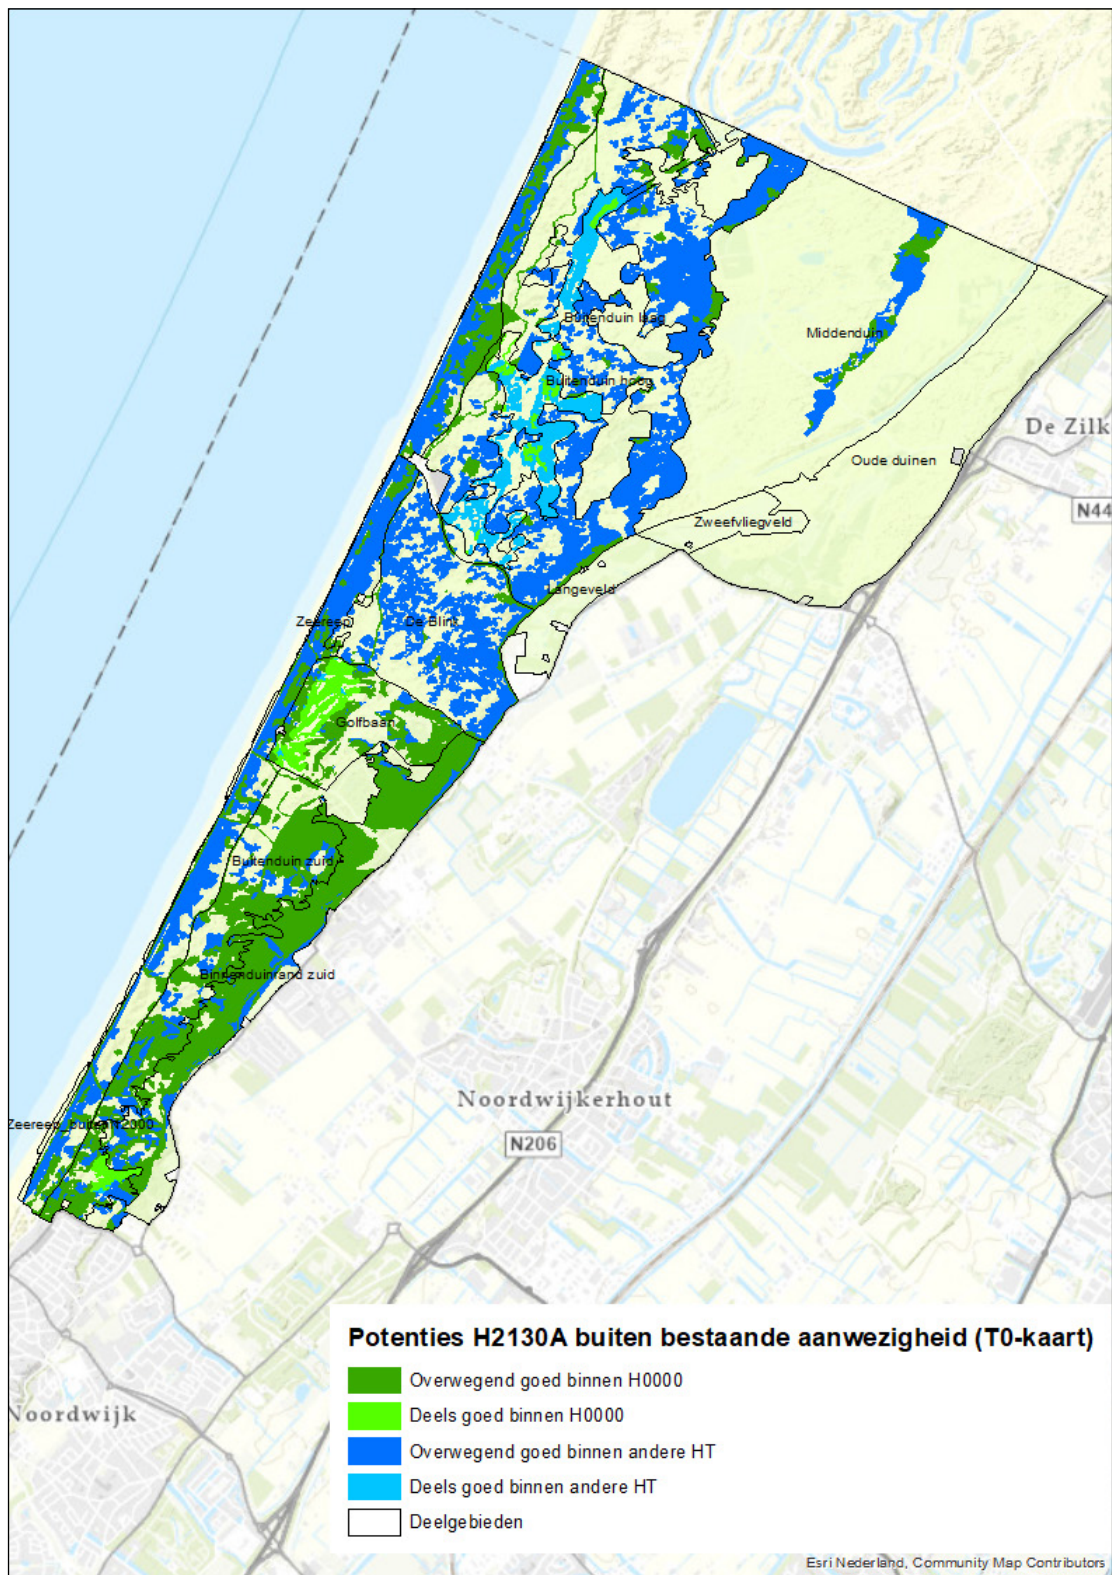 Buitenduin laag
Middenduin
Buitenduin hoog
De Zilk
Oude duinen
N44
Zweefvliegveld
Langeveld
Zeereep
De Blink
Golfbaan
Buitenduin zuid
Binnenduinrand zuid
Noordwijkerhout
Zeereep_buitenN2000
N206
Potenties H2130A buiten bestaande aanwezigheid (T0-kaart)
Overwegend goed binnen H0000
Deels goed binnen H0000
Noordwijk
Overwegend goed binnen andere HT
Deels goed binnen andere HT
Deelgebieden
Esri Nederland, Community Map Contributors